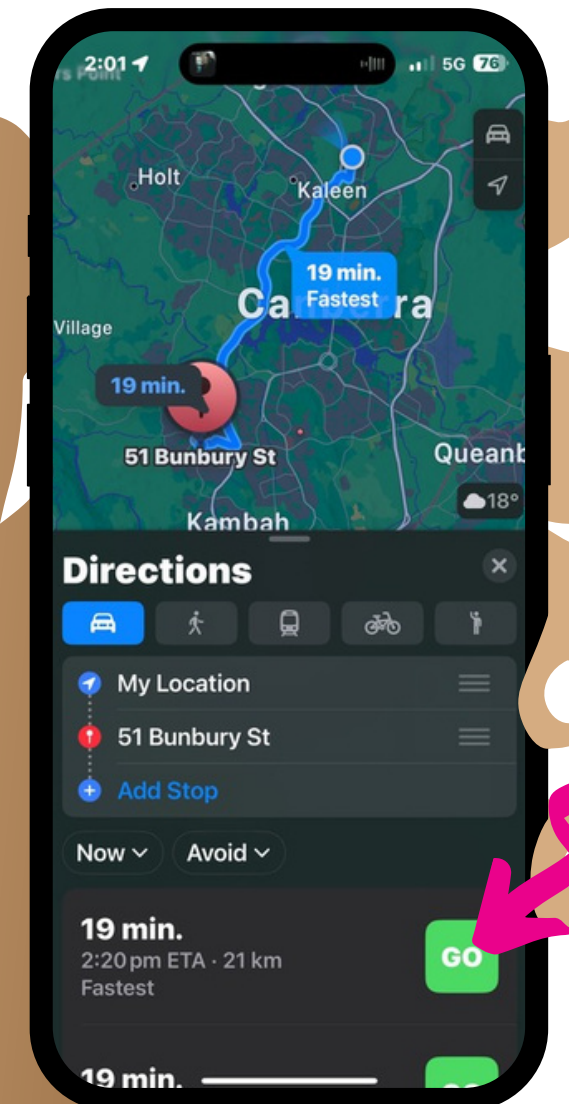 2:01
5G 76
Holt
Kaleen
19 min.
Fastest
Village
19 min.
51 Bunbury St
Queanb
18°
Kambah
Directions
My Location
51 Bunbury St
Add Stop
Now Avoid
19 min.
2:20 pm ETA · 21 km
GO
Fastest
19 min.